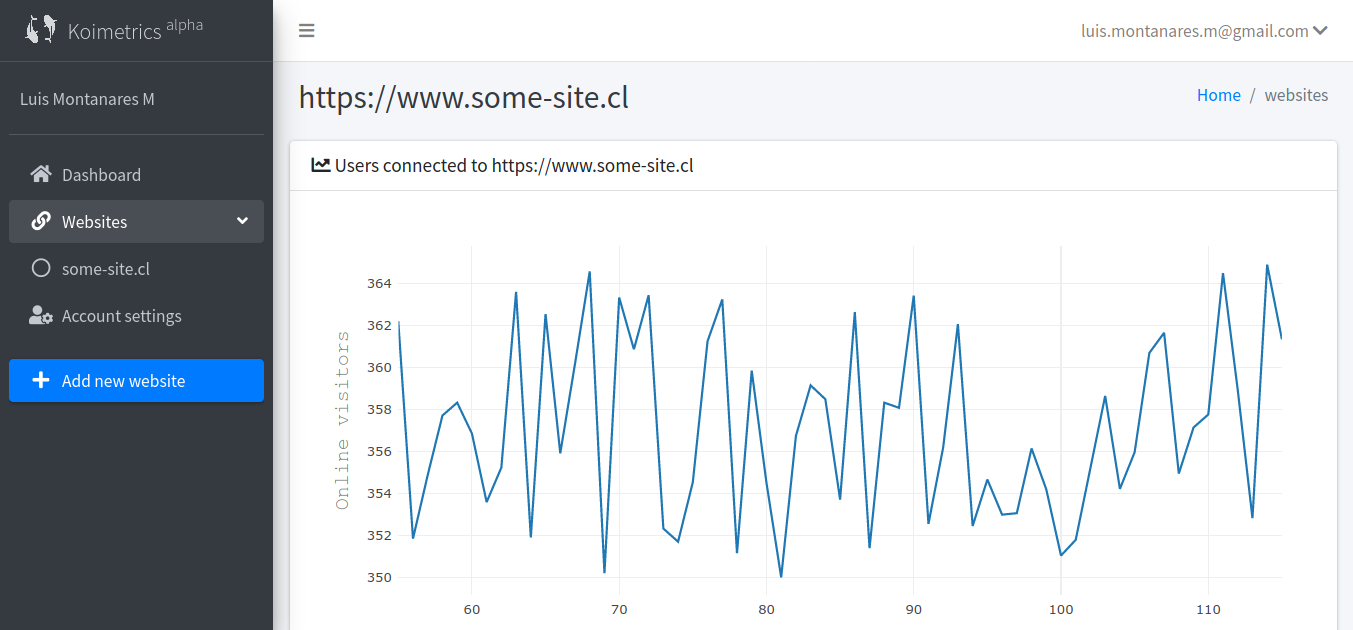 Koimetrics alpha
luis.montanares.m@gmail.com
Luis Montanares M
https://www.some-site.cl
Home / websites
Dashboard
Websites
some-site.cl
Account settings
Add new website
Users connected to https://www.some-site.cl
Online visitors
364
362
360
358
356
354
352
350
60 70 80 90 100 110